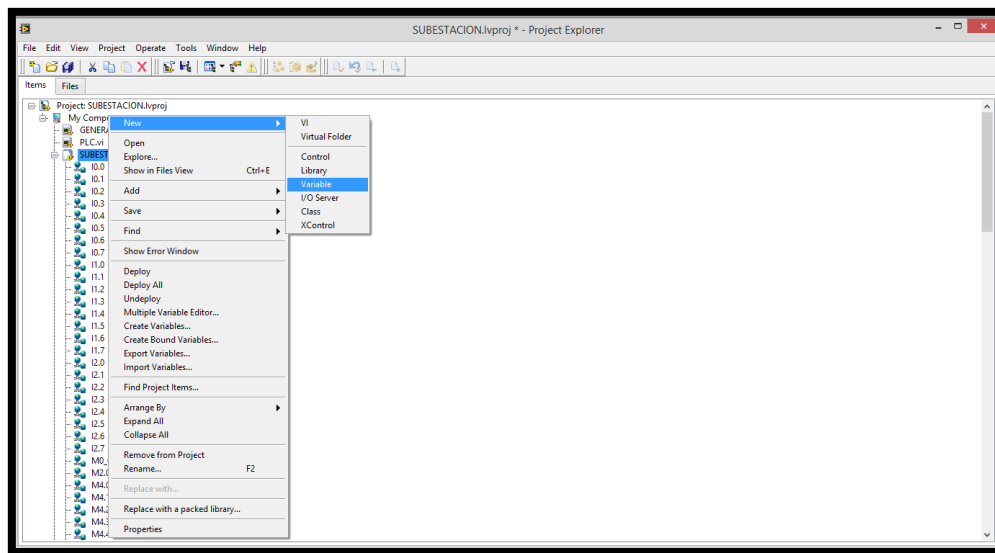 SUBESTACION.lvproj * - Project Explorer
File Edit View Project Operate Tools Window Help
Items Files
Project: SUBESTACION.lvproj
My Comp
GENERA
PLC.vi
SUBEST
I0.0
I0.1
I0.2
I0.3
I0.4
I0.5
I0.6
I0.7
I1.0
I1.1
I1.2
I1.3
I1.4
I1.5
I1.6
I1.7
I2.0
I2.1
I2.2
I2.3
I2.4
I2.5
I2.6
I2.7
M0_
M2.0
M4.0
M4.1
M4.2
M4.3
M4.4
New
Open
Explore...
Show in Files View Ctrl+E
Add
Save
Find
Show Error Window
Deploy
Deploy All
Undeploy
Multiple Variable Editor...
Create Variables...
Create Bound Variables...
Export Variables...
Import Variables...
Find Project Items...
Arrange By
Expand All
Collapse All
Remove from Project
Rename... F2
Replace with...
Replace with a packed library...
Properties
VI
Virtual Folder
Control
Library
Variable
I/O Server
Class
XControl